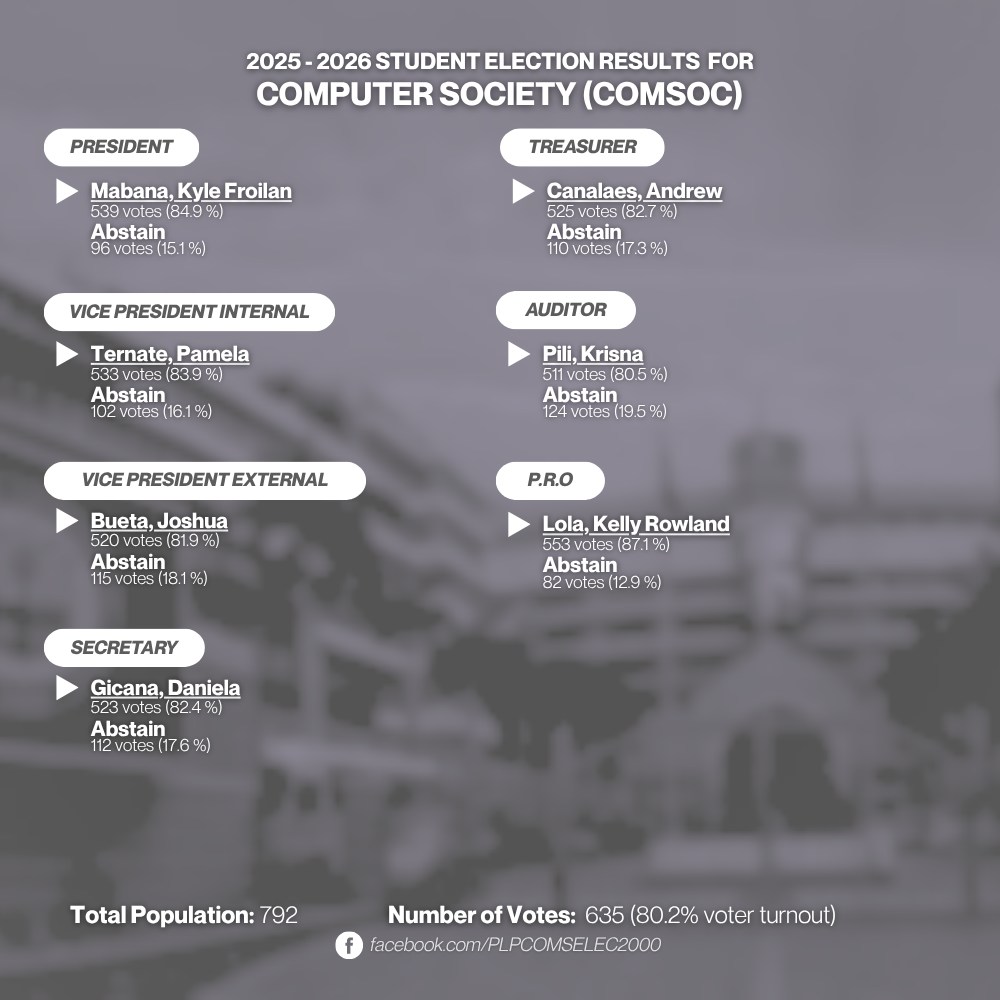 2025 - 2026 STUDENT ELECTION RESULTS FOR
COMPUTER SOCIETY (COMSOC)
PRESIDENT
Mabana, Kyle Froilan
539 votes (84.9 %)
Abstain
96 votes (15.1 %)
VICE PRESIDENT INTERNAL
Ternate, Pamela
533 votes (83.9 %)
Abstain
102 votes (16.1 %)
VICE PRESIDENT EXTERNAL
Bueta, Joshua
520 votes (81.9 %)
Abstain
115 votes (18.1 %)
SECRETARY
Gicana, Daniela
523 votes (82.4 %)
Abstain
112 votes (17.6 %)
TREASURER
Canalaes, Andrew
525 votes (82.7 %)
Abstain
110 votes (17.3 %)
AUDITOR
Pili, Krisna
511 votes (80.5 %)
Abstain
124 votes (19.5 %)
P.R.O
Lola, Kelly Rowland
553 votes (87.1 %)
Abstain
82 votes (12.9 %)
Total Population: 792
Number of Votes: 635 (80.2% voter turnout)
facebook.com/PLPCOMSELEC2000